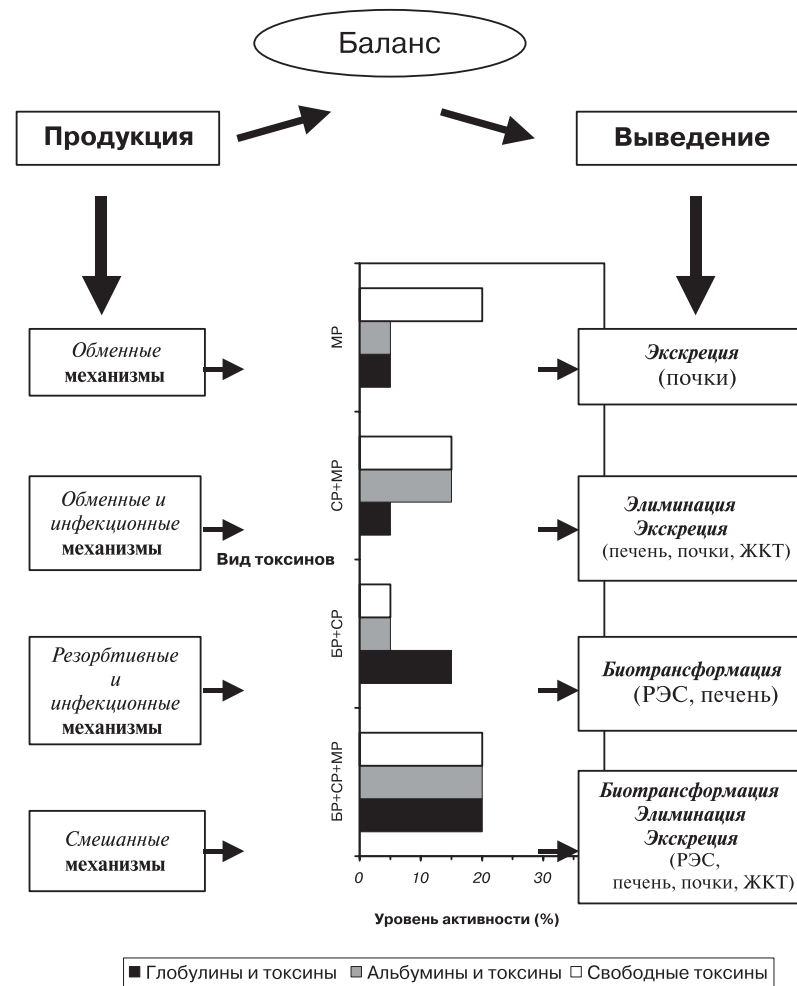 Баланс
Продукция
Выведение
Обменные
механизмы
МР
Экскреция
(почки)
Обменные и
инфекционные
механизмы
СР+МР
Элиминация
Экскреция
(печень, почки, ЖКТ)
Вид токсинов
Резорбтивные
и
инфекционные
механизмы
БР+СР
Биотрансформация
(РЭС, печень)
Смешанные
механизмы
БР+СР+МР
Биотрансформация
Элиминация
Экскреция
(РЭС,
печень, почки, ЖКТ)
0 10 20 30
Уровень активности (%)
Глобулины и токсины Альбумины и токсины Свободные токсины